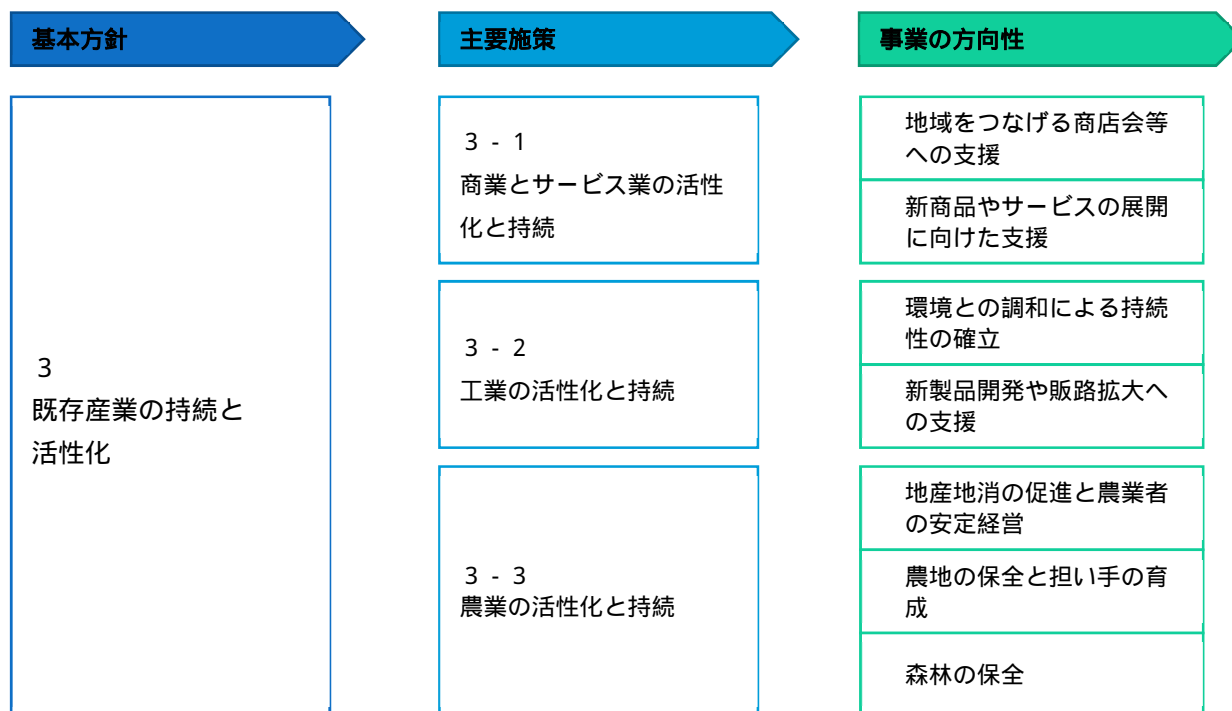 基本方針
主要施策
事業の方向性
3
既存産業の持続と
活性化
3 - 1
商業とサービス業の活性
化と持続
地域をつなげる商店会等
への支援
新商品やサービスの展開
に向けた支援
3 - 2
工業の活性化と持続
環境との調和による持続
性の確立
新製品開発や販路拡大へ
の支援
3 - 3
農業の活性化と持続
地産地消の促進と農業者
の安定経営
農地の保全と担い手の育
成
森林の保全